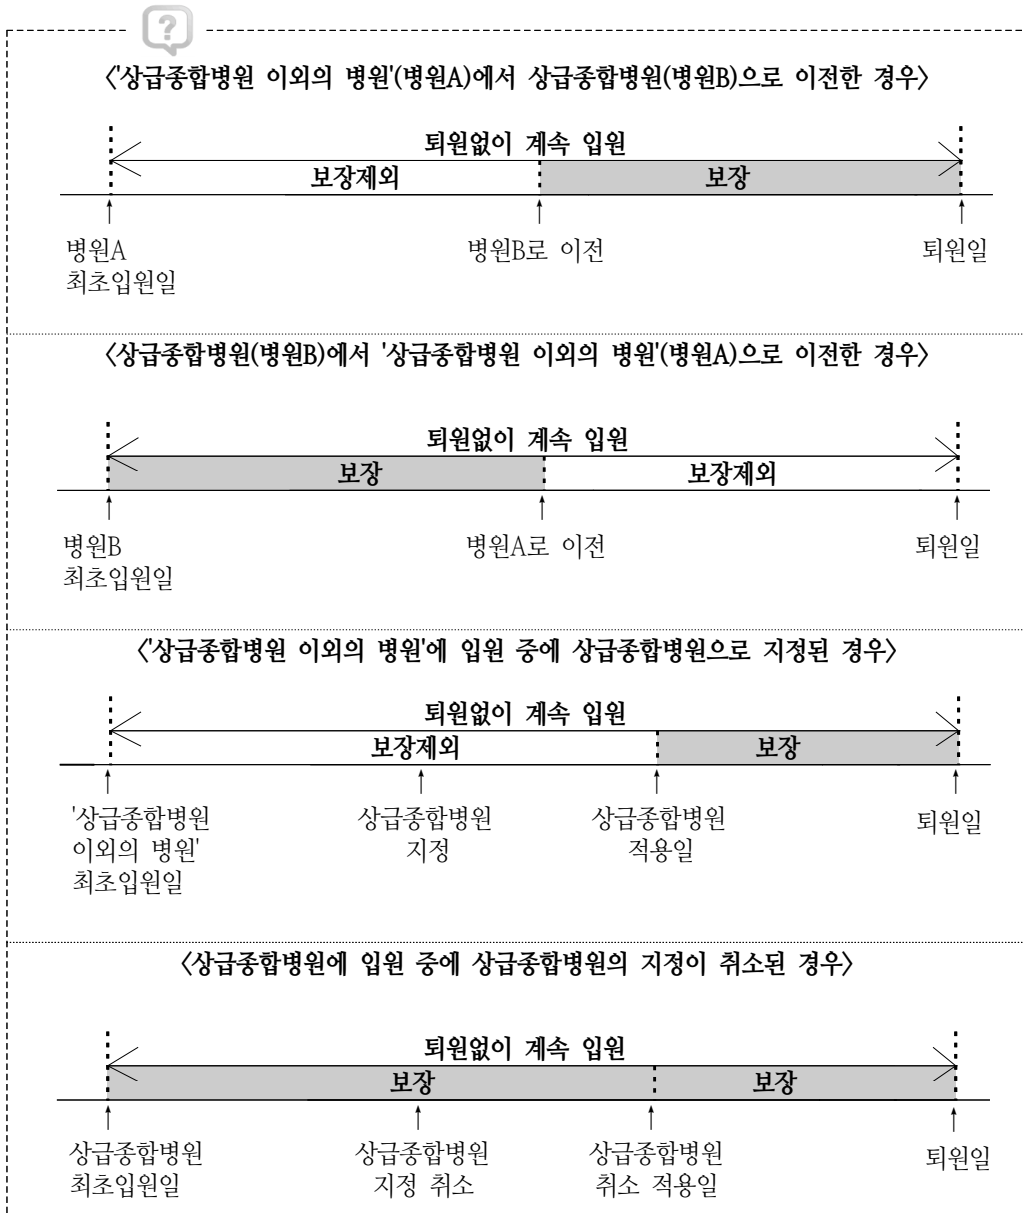 ?
<'상급종합병원 이외의 병원'(병원A)에서 상급종합병원(병원B)으로 이전한 경우>
퇴원없이 계속 입원
보장제외 보장
병원A 병원B로 이전 퇴원일
최초입원일
<상급종합병원(병원B)에서 '상급종합병원 이외의 병원'(병원A)으로 이전한 경우>
퇴원없이 계속 입원
보장 보장제외
병원B 병원A로 이전 퇴원일
최초입원일
<'상급종합병원 이외의 병원'에 입원 중에 상급종합병원으로 지정된 경우>
퇴원없이 계속 입원
보장제외 보장
'상급종합병원 상급종합병원 상급종합병원 퇴원일
이외의 병원' 지정 적용일
최초입원일
<상급종합병원에 입원 중에 상급종합병원의 지정이 취소된 경우>
퇴원없이 계속 입원
보장 보장
상급종합병원 상급종합병원 상급종합병원 퇴원일
최초입원일 지정 취소 취소 적용일